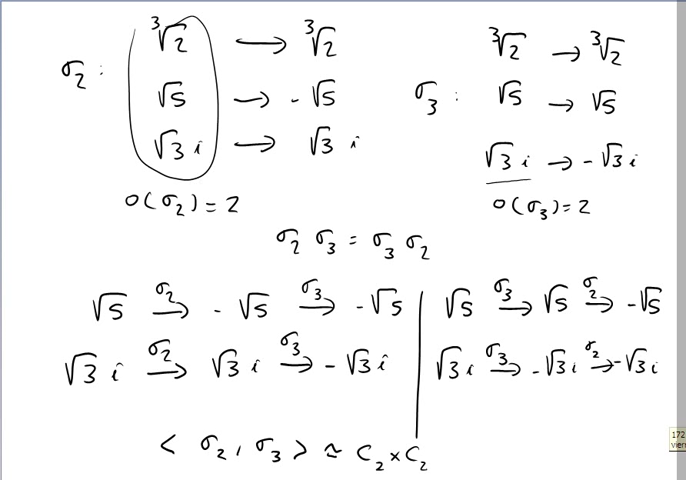 σ₂ : ∛2 → ∛2
√5 → - √5
√3 i → √3 i
o(σ₂) = 2
σ₃ : ∛2 → ∛2
√5 → √5
√3 i → - √3 i
o(σ₃) = 2
σ₂ σ₃ = σ₃ σ₂
√5 σ₂→ - √5 σ₃→ - √5 | √5 σ₃→ √5 σ₂→ - √5
√3 i σ₂→ √3 i σ₃→ - √3 i | √3 i σ₃→ - √3 i σ₂→ - √3 i
< σ₂, σ₃ > ≃ C₂ × C₂
172
vier